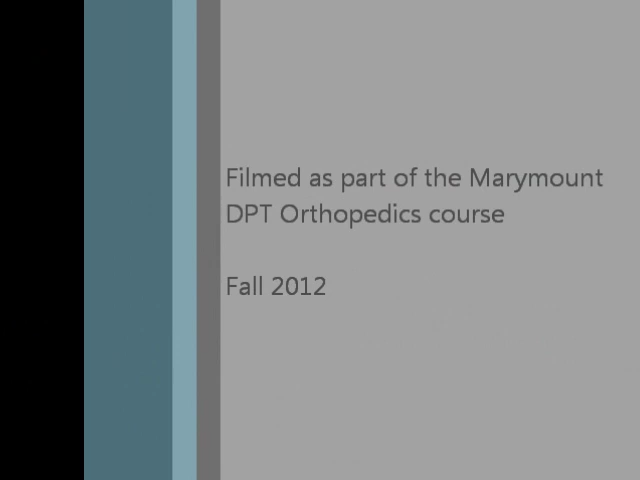 Filmed as part of the Marymount
DPT Orthopedics course
Fall 2012